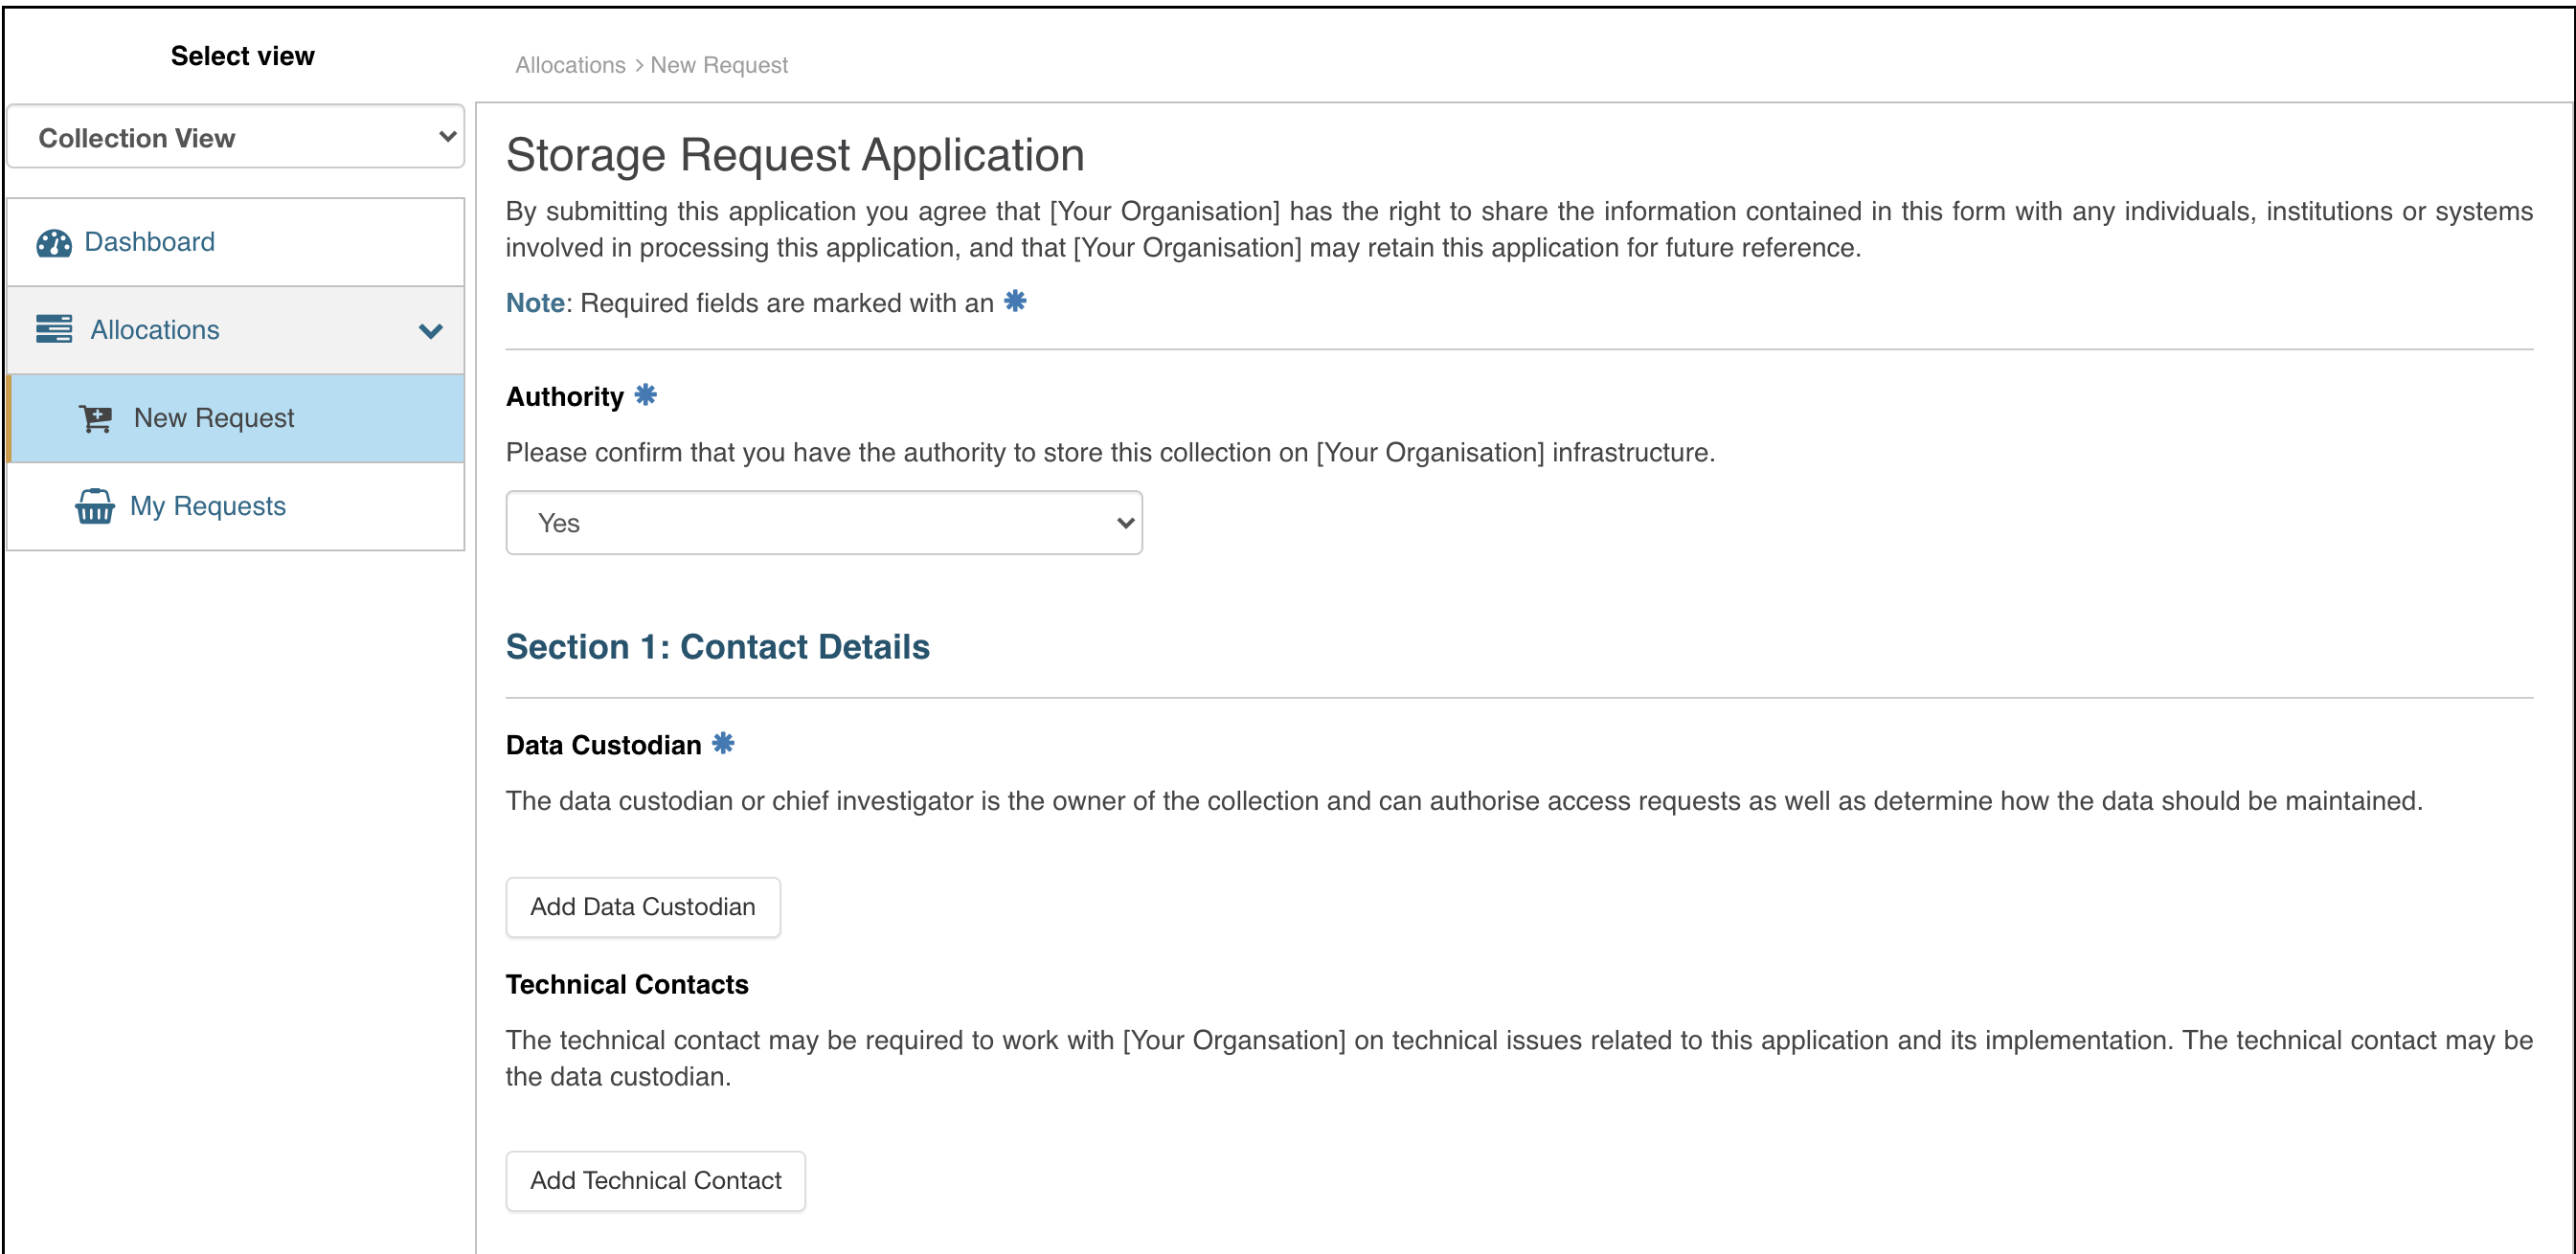 Select view
Allocations > New Request
Collection View
Dashboard
Allocations
New Request
My Requests
Storage Request Application
By submitting this application you agree that [Your Organisation] has the right to share the information contained in this form with any individuals, institutions or systems
involved in processing this application, and that [Your Organisation] may retain this application for future reference.
Note: Required fields are marked with an *
Authority *
Please confirm that you have the authority to store this collection on [Your Organisation] infrastructure.
Yes
Section 1: Contact Details
Data Custodian *
The data custodian or chief investigator is the owner of the collection and can authorise access requests as well as determine how the data should be maintained.
Add Data Custodian
Technical Contacts
The technical contact may be required to work with [Your Organsation] on technical issues related to this application and its implementation. The technical contact may be
the data custodian.
Add Technical Contact